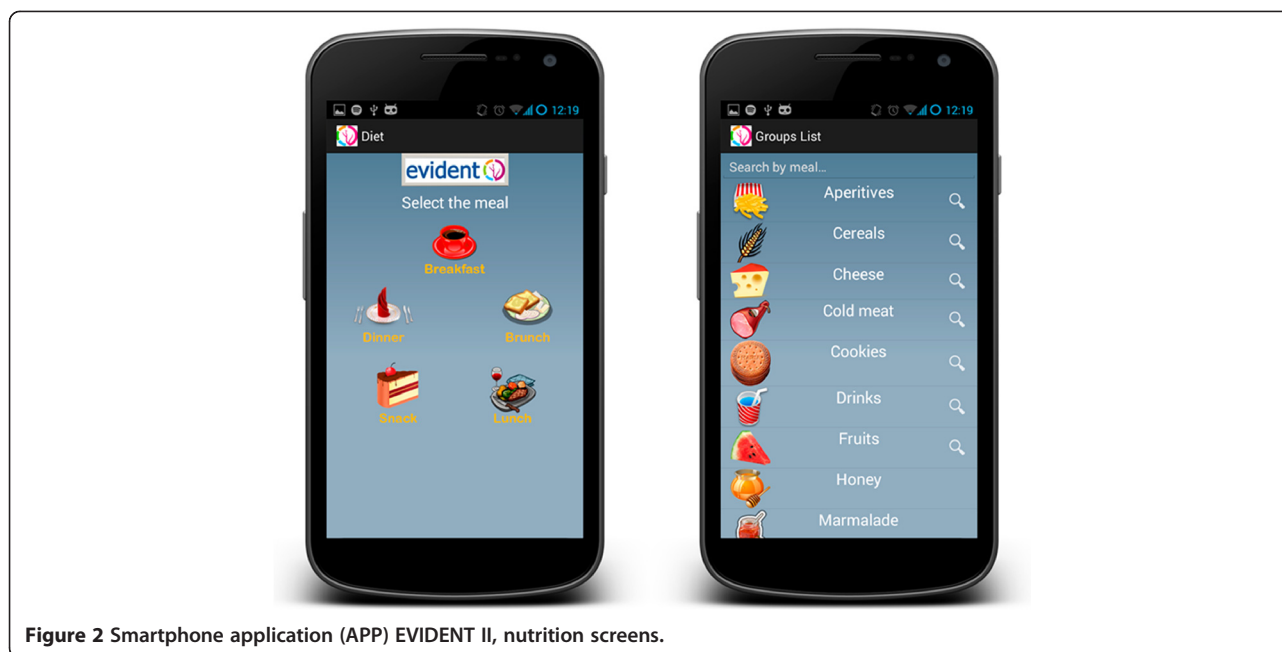 12:19
Diet
evident
Select the meal
Breakfast
Dinner
Brunch
Snack
Lunch
12:19
Groups List
Search by meal...
Aperitives
Cereals
Cheese
Cold meat
Cookies
Drinks
Fruits
Honey
Marmalade
Figure 2 Smartphone application (APP) EVIDENT II, nutrition screens.